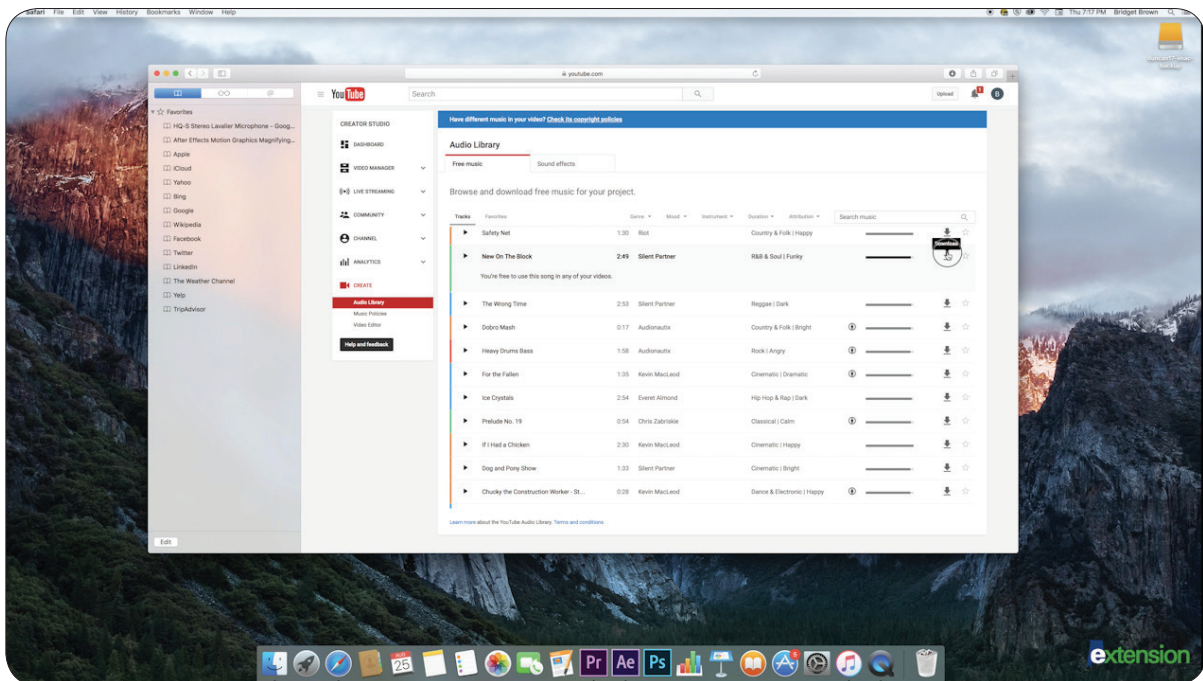 Safari File Edit View History Bookmarks Window Help
Thu 7:17 PM Bridget Brown
youtube.com
YouTube
Search
Upload
1
B
Favorites
HQ-S Stereo Lavalier Microphone - Goog...
After Effects Motion Graphics Magnifying...
Apple
iCloud
Yahoo
Bing
Google
Wikipedia
Facebook
Twitter
LinkedIn
The Weather Channel
Yelp
TripAdvisor
Edit
CREATOR STUDIO
DASHBOARD
VIDEO MANAGER
LIVE STREAMING
COMMUNITY
CHANNEL
ANALYTICS
CREATE
Audio Library
Music Policies
Video Editor
Help and feedback
Have different music in your video? Check its copyright policies
Audio Library
Free music Sound effects
Browse and download free music for your project.
Tracks Favorites Genre Mood Instrument Duration Attribution Search music
Safety Net 1:30 Riot Country & Folk | Happy
Download
New On The Block 2:49 Silent Partner R&B & Soul | Funky
You're free to use this song in any of your videos.
The Wrong Time 2:53 Silent Partner Reggae | Dark
Dobro Mash 0:17 Audionautix Country & Folk | Bright
Heavy Drums Bass 1:58 Audionautix Rock | Angry
For the Fallen 1:35 Kevin MacLeod Cinematic | Dramatic
Ice Crystals 2:54 Everet Almond Hip Hop & Rap | Dark
Prelude No. 19 0:54 Chris Zabriskie Classical | Calm
If I Had a Chicken 2:30 Kevin MacLeod Cinematic | Happy
Dog and Pony Show 1:33 Silent Partner Cinematic | Bright
Chucky the Construction Worker - St... 0:28 Kevin MacLeod Dance & Electronic | Happy
Learn more about the YouTube Audio Library. Terms and conditions
AUG
25
Pr Ae Ps
extension